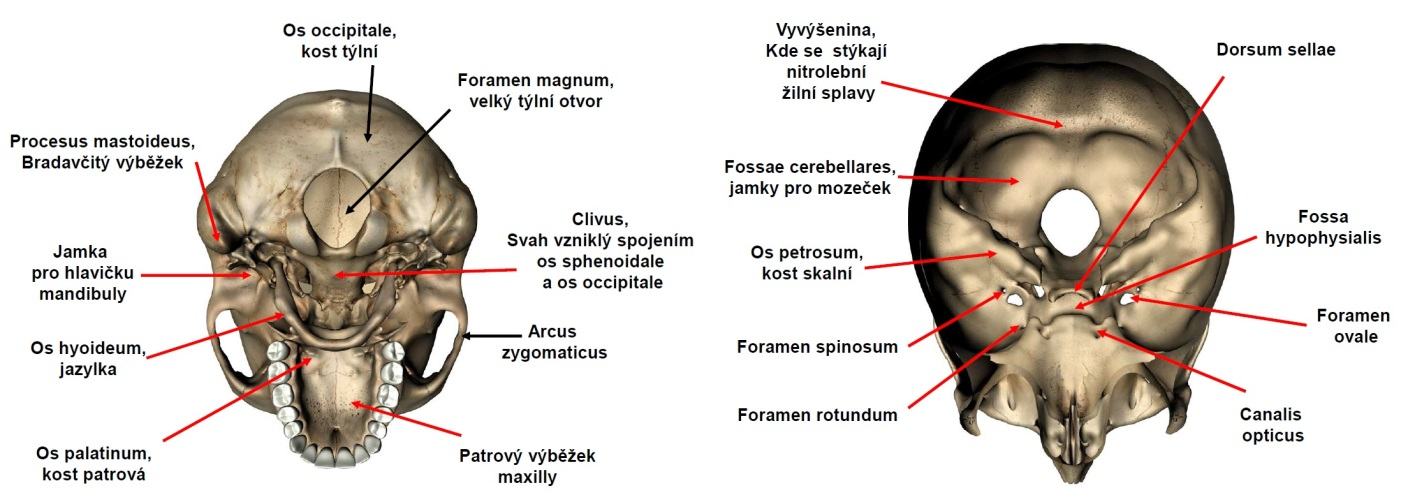 Os occipitale,
kost týlní
Foramen magnum,
velký týlní otvor
Procesus mastoideus,
Bradavčitý výběžek
Clivus,
Svah vzniklý spojením
os sphenoidale
a os occipitale
Jamka
pro hlavičku
mandibuly
Os hyoideum,
jazylka
Arcus
zygomaticus
Os palatinum,
kost patrová
Patrový výběžek
maxilly
Vyvýšenina,
Kde se stýkají
nitrolební
žilní splavy
Dorsum sellae
Fossae cerebellares,
jamky pro mozeček
Fossa
hypophysialis
Os petrosum,
kost skalní
Foramen
ovale
Foramen spinosum
Foramen rotundum
Canalis
opticus